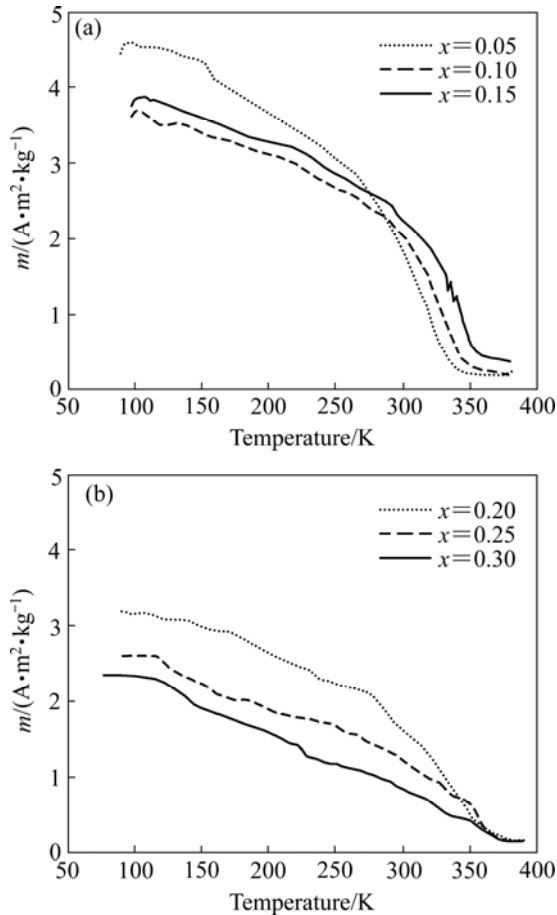 (a)
x=0.05
x=0.10
x=0.15
5
4
3
2
1
0
m/(A•m²•kg⁻¹)
50 100 150 200 250 300 350 400
Temperature/K
(b)
x=0.20
x=0.25
x=0.30
5
4
3
2
1
0
m/(A•m²•kg⁻¹)
50 100 150 200 250 300 350 400
Temperature/K